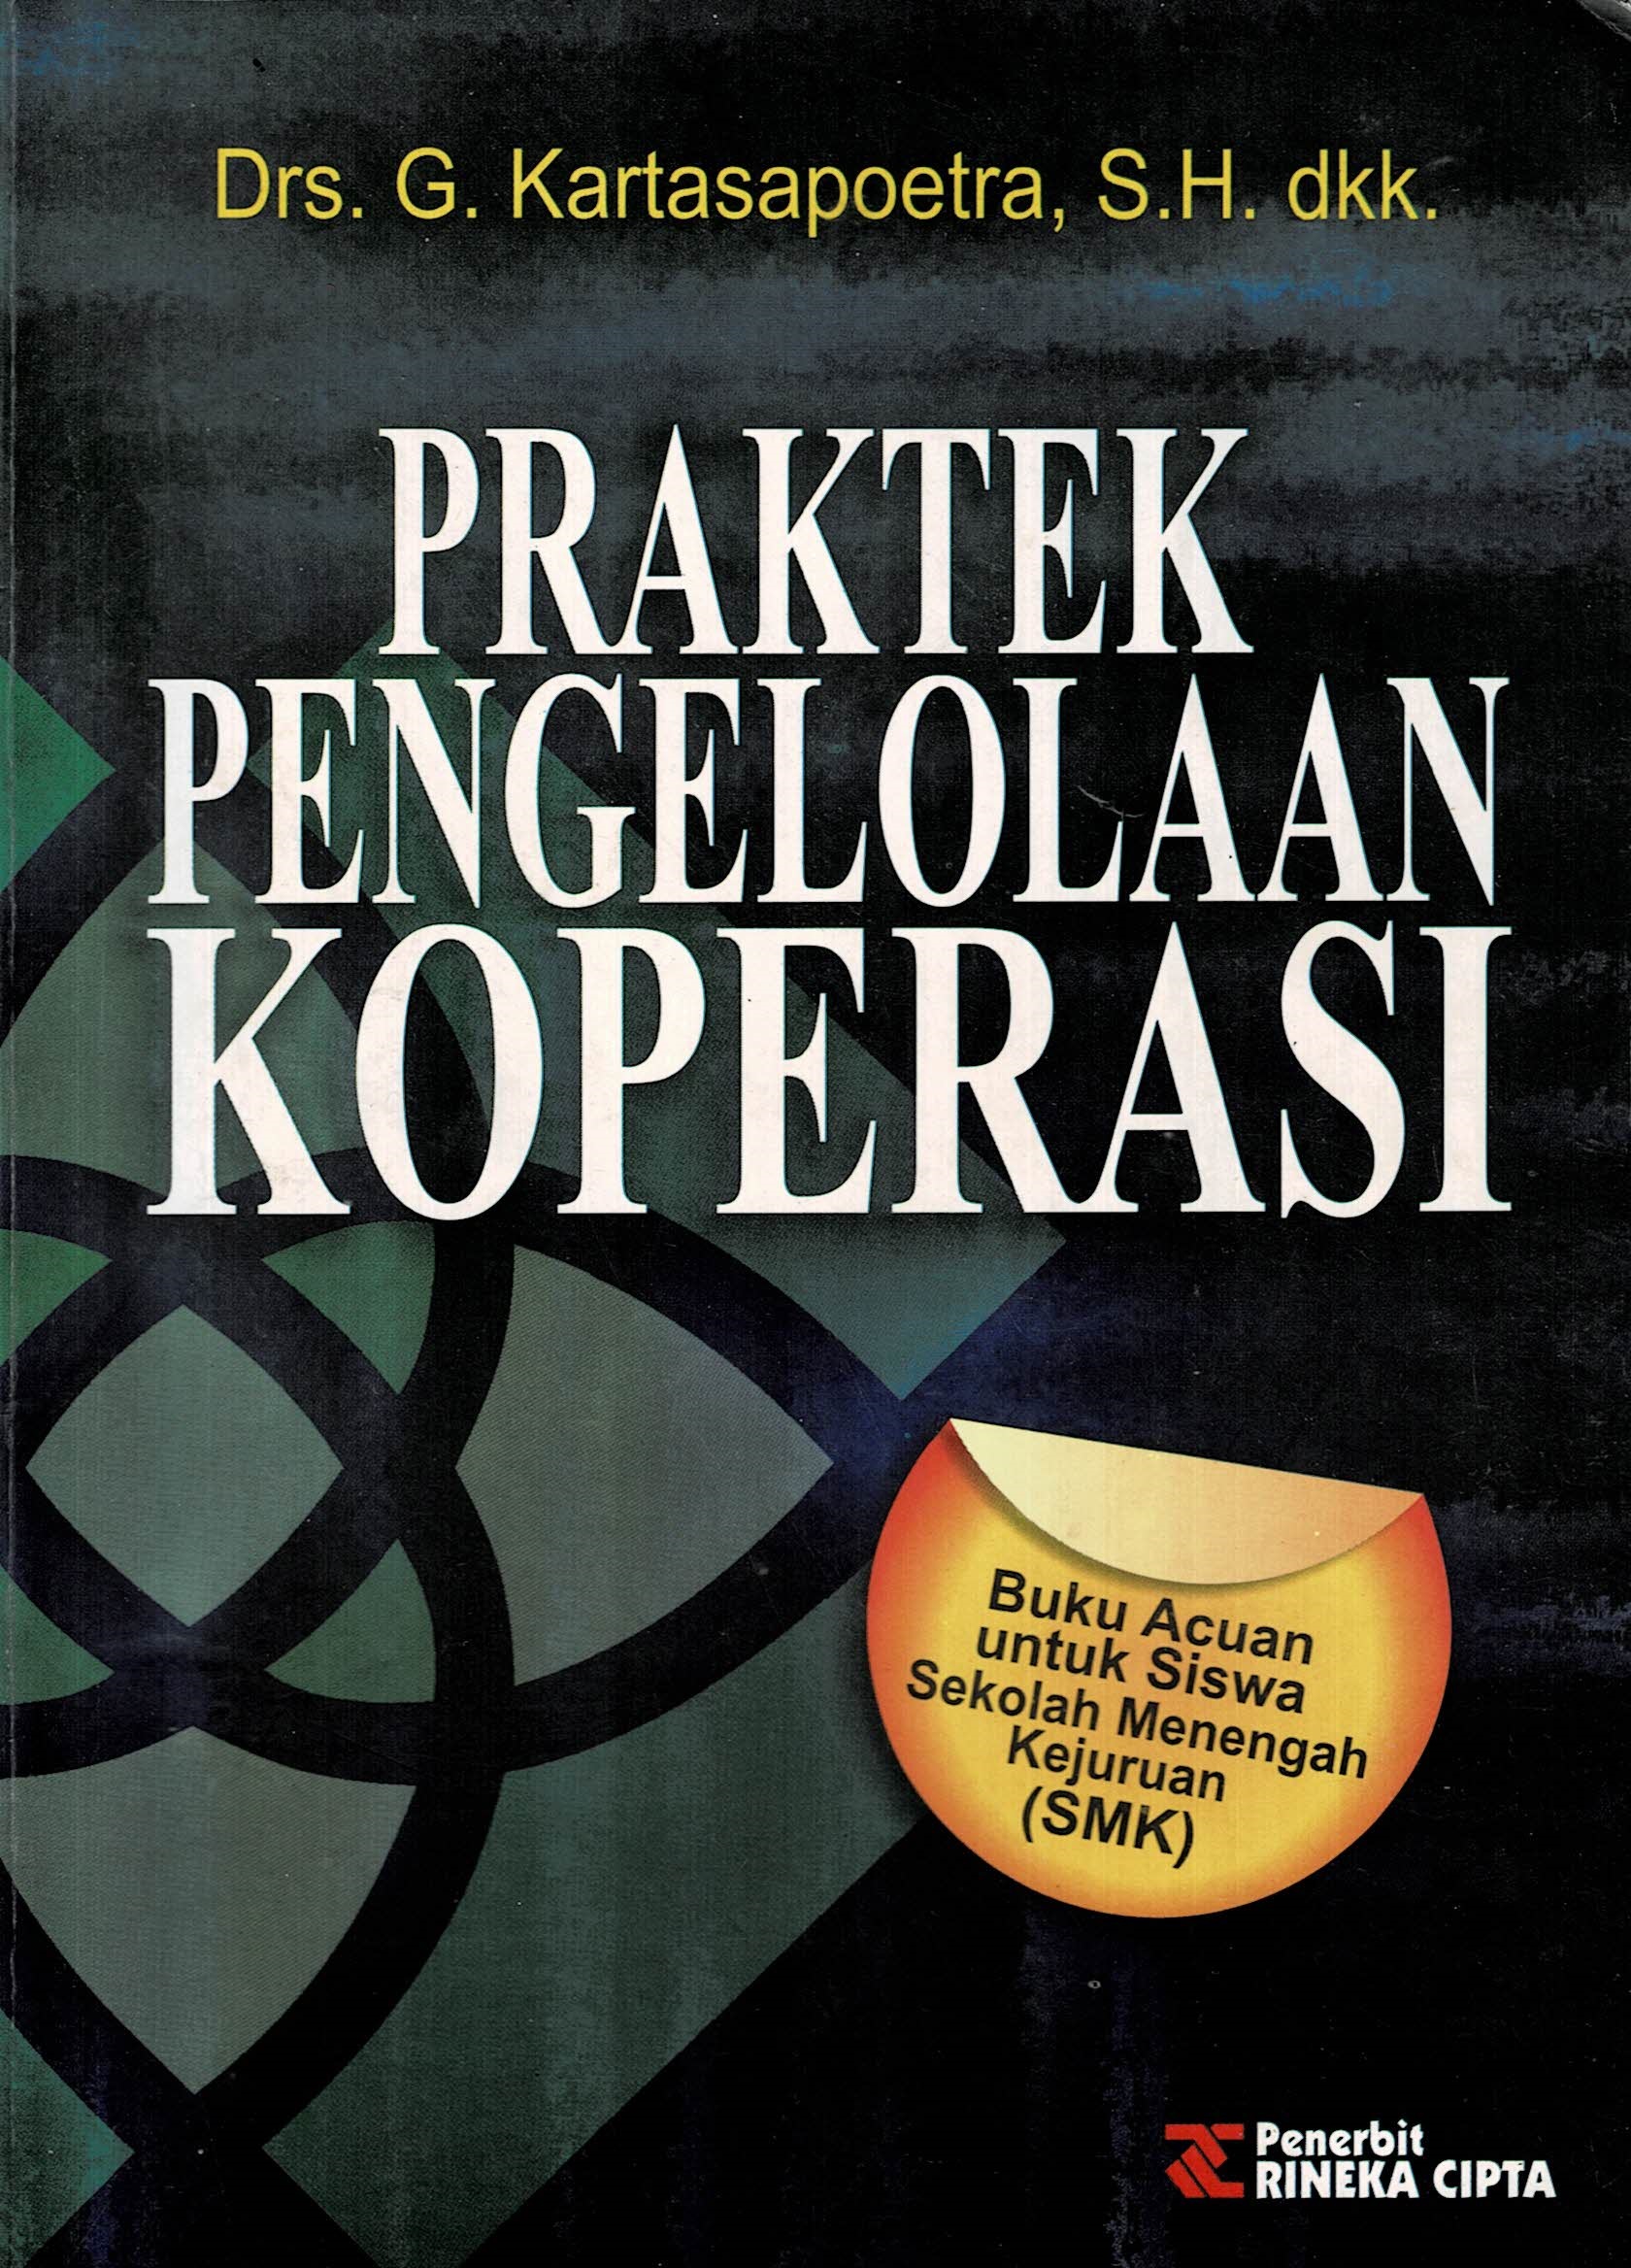 Drs. G. Kartasapoetra, S.H. dkk.
PRAKTEK
PENGELOLAAN
KOPERASI
Buku Acuan
untuk Siswa
Sekolah Menengah
Kejuruan
(SMK)
Penerbit
RINEKA CIPTA